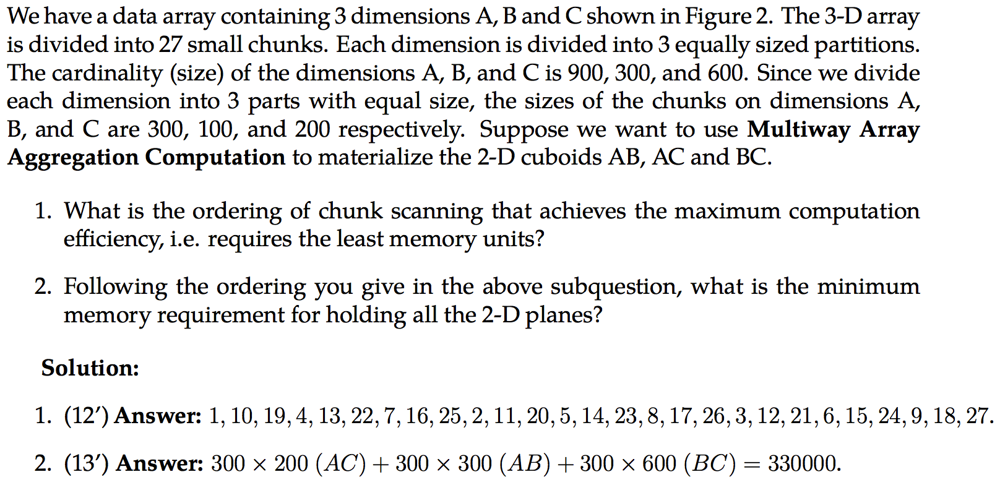 We have a data array containing 3 dimensions A, B and C shown in Figure 2. The 3-D array
is divided into 27 small chunks. Each dimension is divided into 3 equally sized partitions.
The cardinality (size) of the dimensions A, B, and C is 900, 300, and 600. Since we divide
each dimension into 3 parts with equal size, the sizes of the chunks on dimensions A,
B, and C are 300, 100, and 200 respectively. Suppose we want to use Multiway Array
Aggregation Computation to materialize the 2-D cuboids AB, AC and BC.
1. What is the ordering of chunk scanning that achieves the maximum computation
efficiency, i.e. requires the least memory units?
2. Following the ordering you give in the above subquestion, what is the minimum
memory requirement for holding all the 2-D planes?
Solution:
1. (12′) Answer: 1, 10, 19, 4, 13, 22, 7, 16, 25, 2, 11, 20, 5, 14, 23, 8, 17, 26, 3, 12, 21, 6, 15, 24, 9, 18, 27.
2. (13′) Answer: 300 × 200 (AC) + 300 × 300 (AB) + 300 × 600 (BC) = 330000.